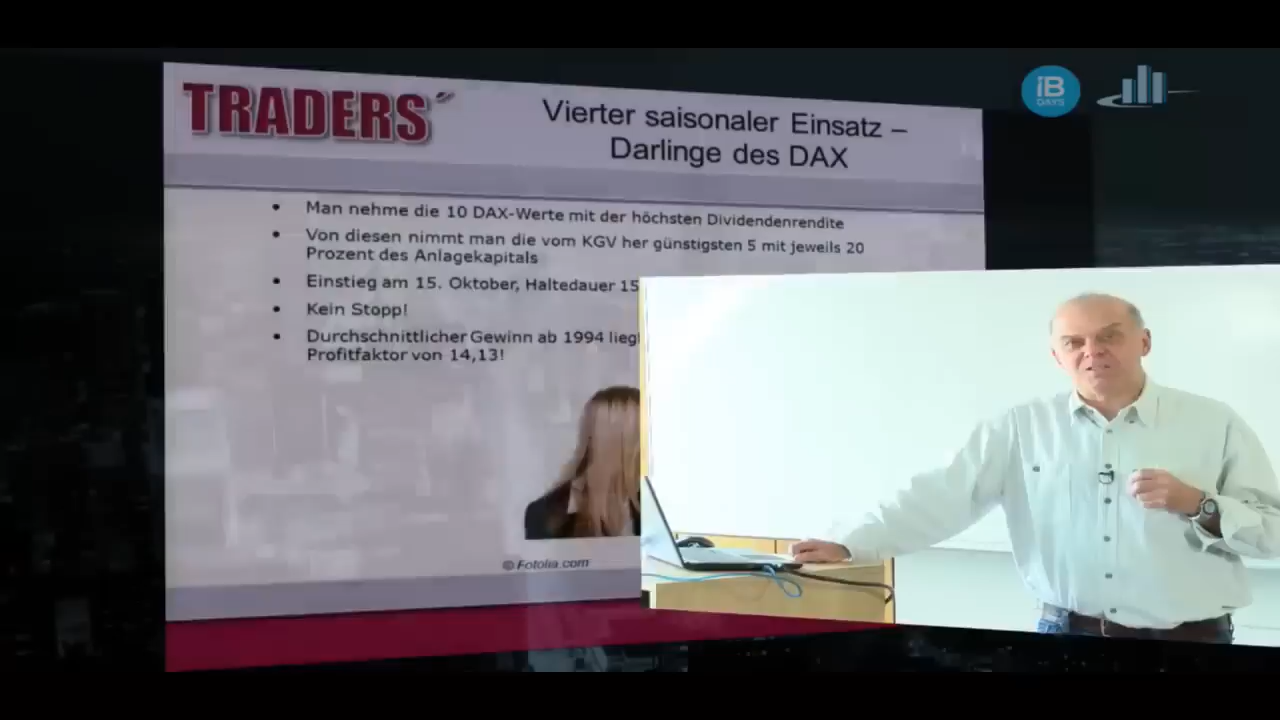 TRADERS'
Vierter saisonaler Einsatz –
Darlinge des DAX
iB
DAYS
• Man nehme die 10 DAX-Werte mit der höchsten Dividendenrendite
• Von diesen nimmt man die vom KGV her günstigsten 5 mit jeweils 20
Prozent des Anlagekapitals
• Einstieg am 15. Oktober, Haltedauer 15
• Kein Stopp!
• Durchschnittlicher Gewinn ab 1994 liegt
Profitfaktor von 14,13!
© Fotolia.com